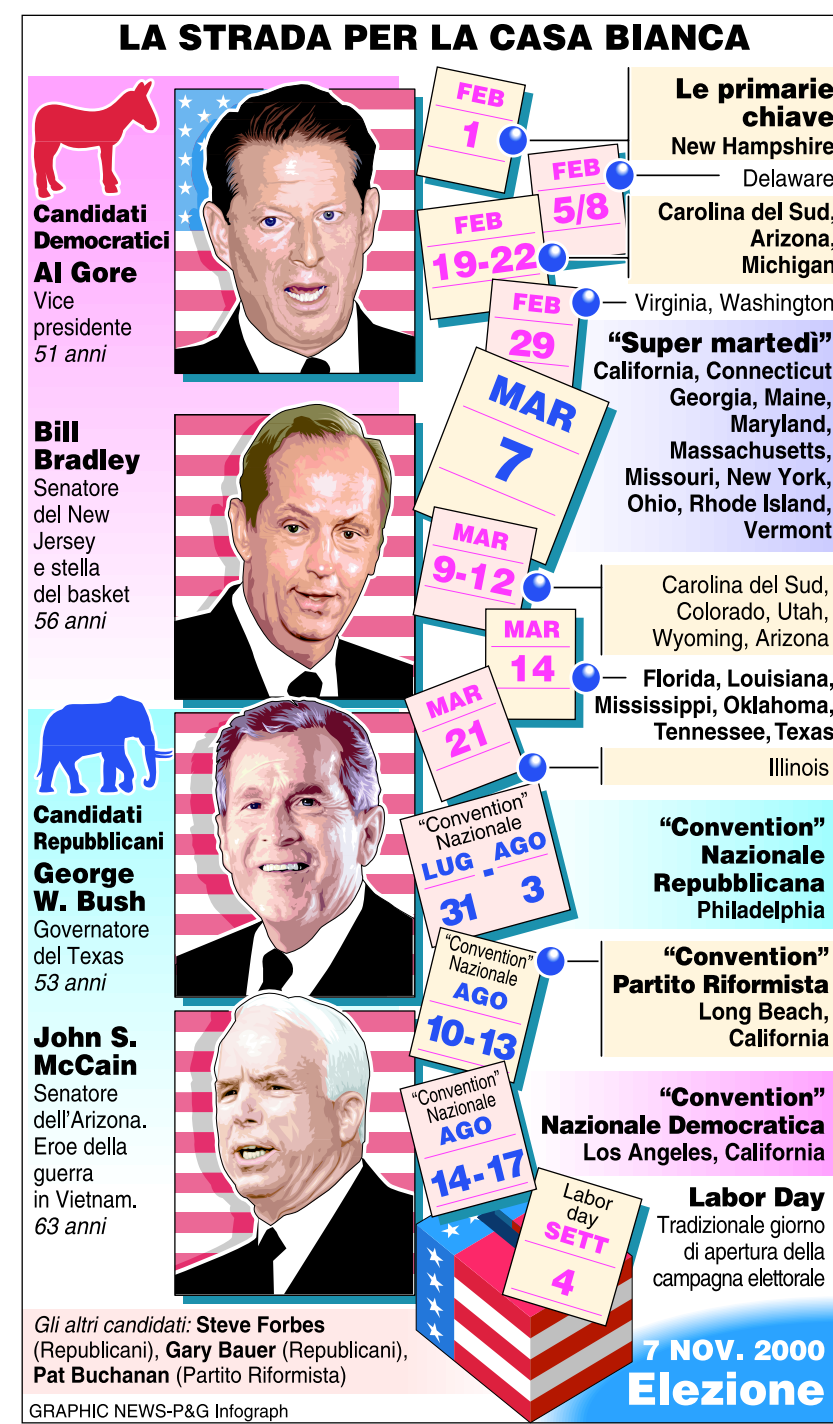 LA STRADA PER LA CASA BIANCA
Candidati
Democratici
Al Gore
Vice
presidente
51 anni
Bill
Bradley
Senatore
del New
Jersey
e stella
del basket
56 anni
Candidati
Repubblicani
George
W. Bush
Governatore
del Texas
53 anni
John S.
McCain
Senatore
dell'Arizona.
Eroe della
guerra
in Vietnam.
63 anni
Gli altri candidati: Steve Forbes
(Republicani), Gary Bauer (Republicani),
Pat Buchanan (Partito Riformista)
GRAPHIC NEWS-P&G Infograph
Le primarie
chiave
FEB
1
New Hampshire
FEB
5/8
Delaware
FEB
19-22
Carolina del Sud,
Arizona,
Michigan
FEB
29
Virginia, Washington
MAR
7
“Super martedì”
California, Connecticut
Georgia, Maine,
Maryland,
Massachusetts,
Missouri, New York,
Ohio, Rhode Island,
Vermont
MAR
9-12
Carolina del Sud,
Colorado, Utah,
Wyoming, Arizona
MAR
14
Florida, Louisiana,
Mississippi, Oklahoma,
Tennessee, Texas
MAR
21
Illinois
“Convention”
Nazionale
LUG - AGO
31 3
“Convention”
Nazionale
Repubblicana
Philadelphia
“Convention”
Nazionale
AGO
10-13
“Convention”
Partito Riformista
Long Beach,
California
“Convention”
Nazionale
AGO
14-17
“Convention”
Nazionale Democratica
Los Angeles, California
Labor
day
SETT
4
Labor Day
Tradizionale giorno
di apertura della
campagna elettorale
7 NOV. 2000
Elezione